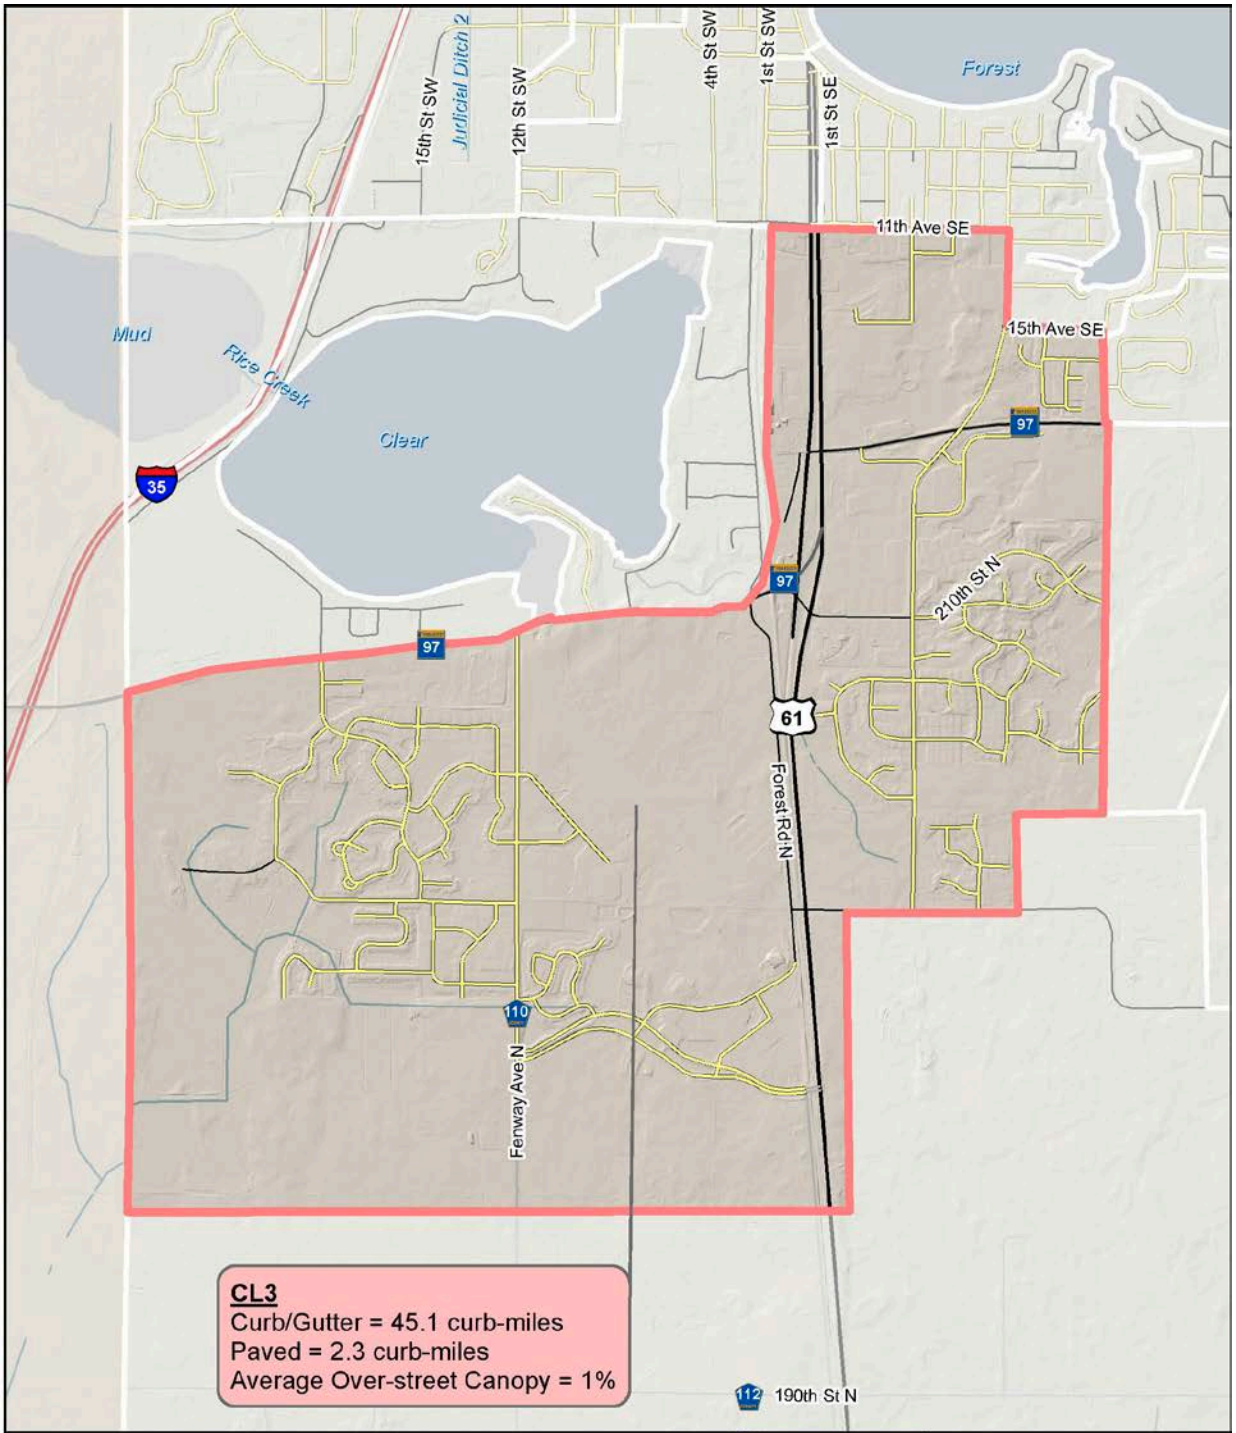 4th St SW
1st St SW
Forest
15th St SW
Judicial Ditch 2
12th St SW
1st St SE
11th Ave SE
Mud
Rice Creek
15th Ave SE
97
Clear
35
97
210th St N
97
61
Forest Rd N
110
Fenway Ave N
CL3
Curb/Gutter = 45.1 curb-miles
Paved = 2.3 curb-miles
Average Over-street Canopy = 1%
112
190th St N